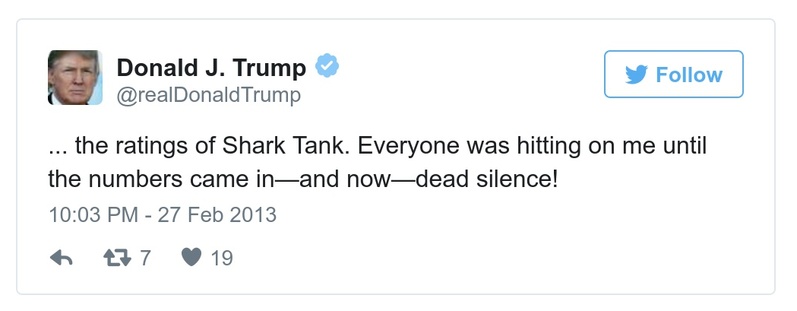 Donald J. Trump
@realDonaldTrump
Follow
... the ratings of Shark Tank. Everyone was hitting on me until
the numbers came in—and now—dead silence!
10:03 PM - 27 Feb 2013
7 19